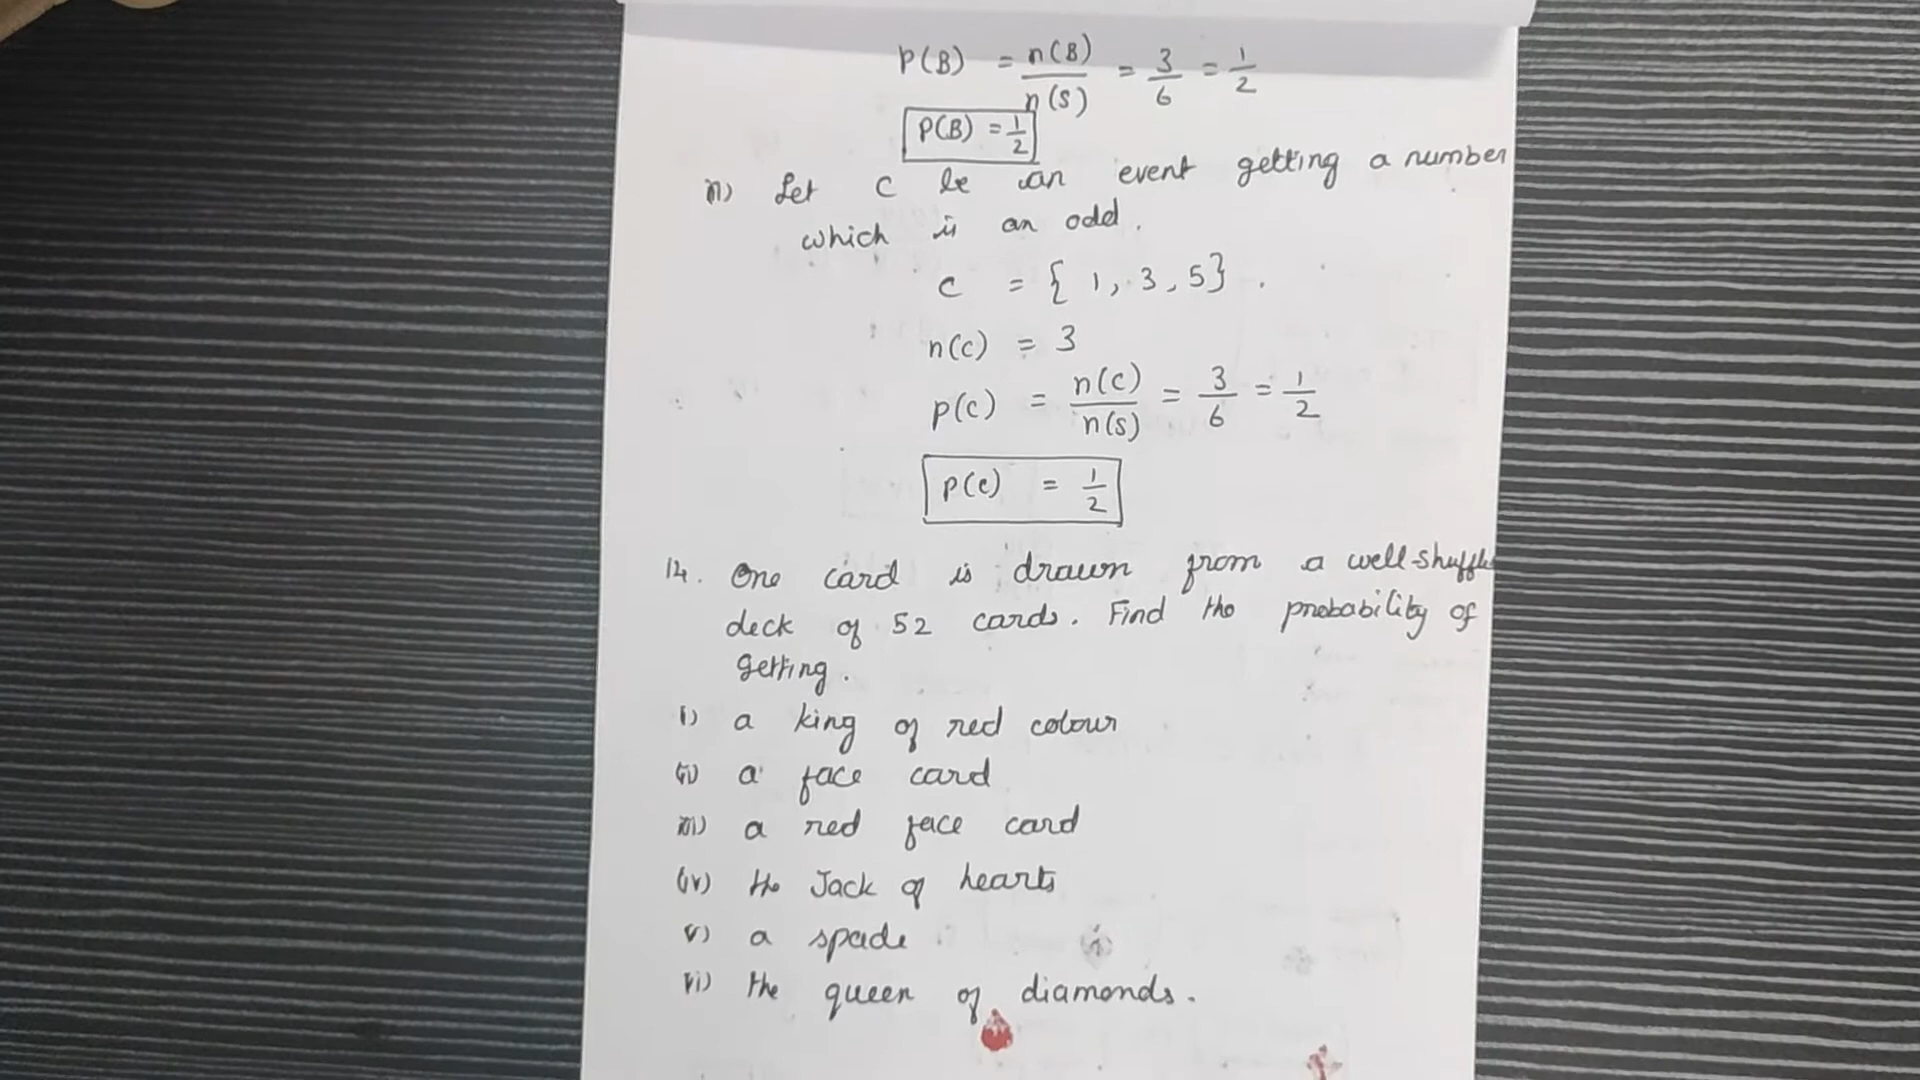 P(B) = n(B)/n(S) = 3/6 = 1/2
P(B) = 1/2
iii) Let C be an event getting a number
which is an odd.
C = { 1, 3, 5} .
n(C) = 3
P(C) = n(C)/n(S) = 3/6 = 1/2
P(C) = 1/2
14. One card is drawn from a well-shuffle
deck of 52 cards. Find the probability of
getting.
i) a king of red colour
(ii) a face card
iii) a red face card
(iv) the Jack of hearts
v) a spade
vi) the queen of diamonds.